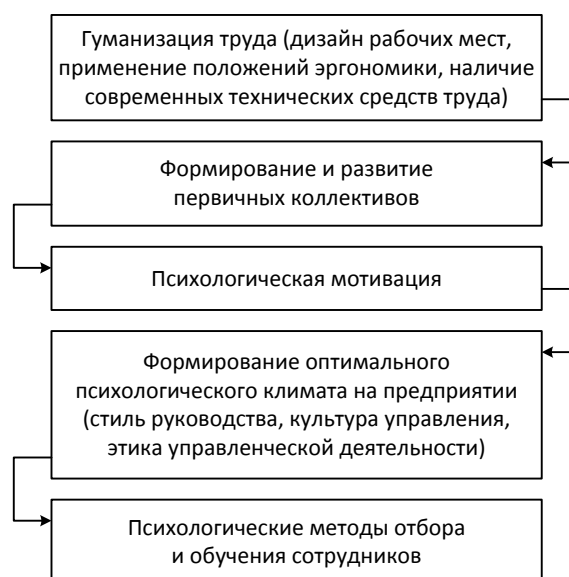 Гуманизация труда (дизайн рабочих мест,
применение положений эргономики, наличие
современных технических средств труда)
Формирование и развитие
первичных коллективов
Психологическая мотивация
Формирование оптимального
психологического климата на предприятии
(стиль руководства, культура управления,
этика управленческой деятельности)
Психологические методы отбора
и обучения сотрудников